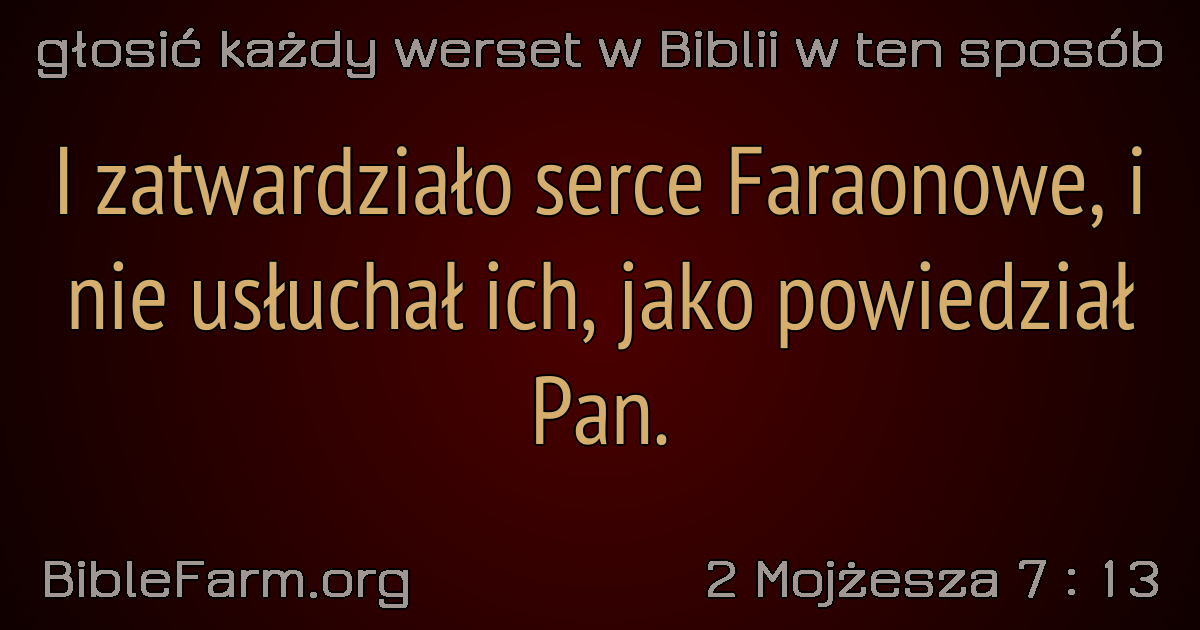 głosić każdy werset w Biblii w ten sposób
I zatwardziało serce Faraonowe, i
nie usłuchał ich, jako powiedział
Pan.
BibleFarm.org
2 Mojżesza 7 : 13